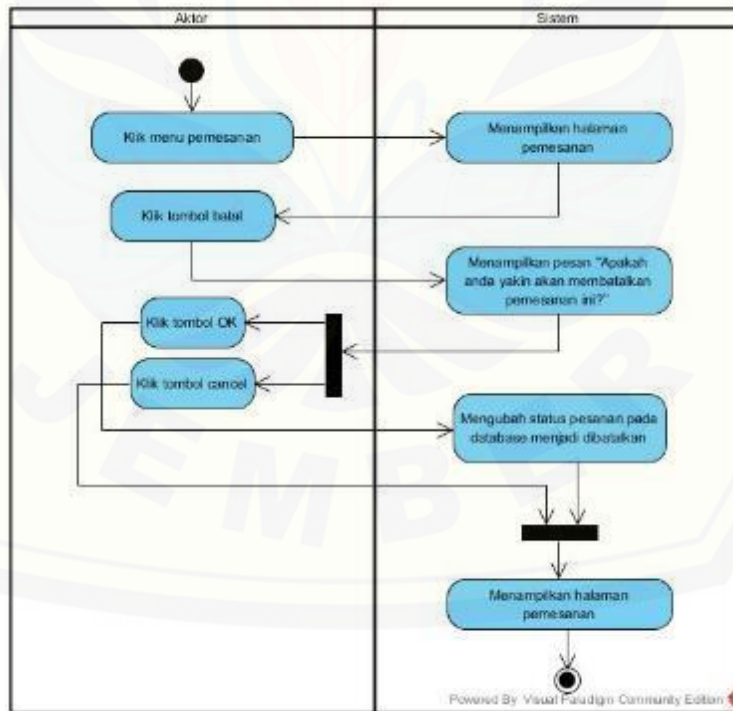 Aktor
Sistem
Klik menu pemesanan
Menampilkan halaman
pemesanan
Klik tombol batal
Menampilkan pesan "Apakah
anda yakin akan membatalkan
pemesanan ini?"
Klik tombol OK
Klik tombol cancel
Mengubah status pesanan pada
database menjadi dibatalkan
Menampilkan halaman
pemesanan
JEMBER
Powered By Visual Paradigm Community Edition